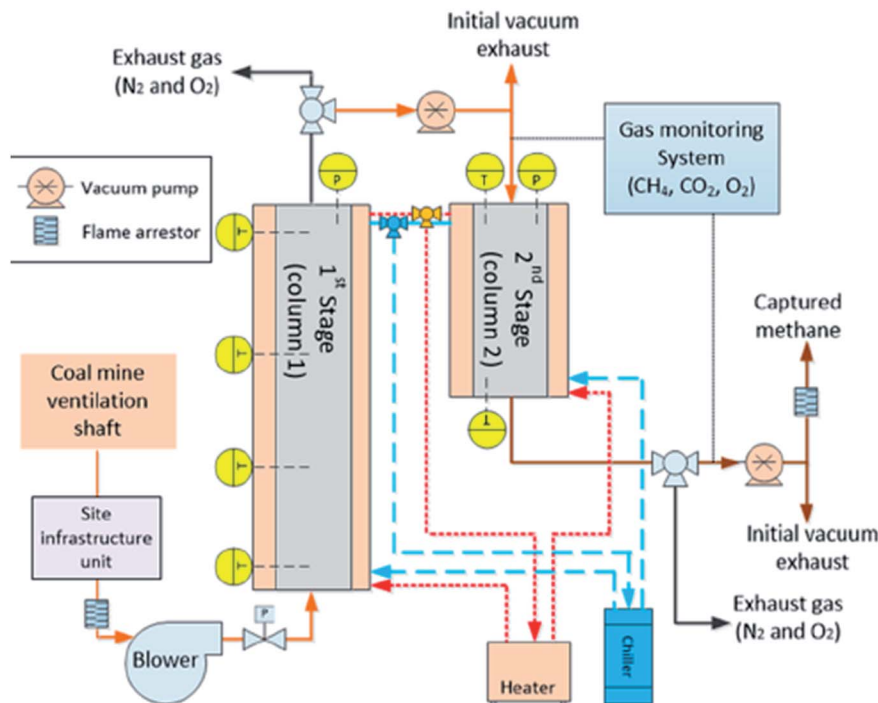 Initial vacuum
exhaust
Exhaust gas
(N₂ and O₂)
Gas monitoring
System
(CH₄, CO₂, O₂)
Vacuum pump
Flame arrestor
P
T
P
T
T
T
T
1st Stage
(column 1)
2nd Stage
(column 2)
T
Captured
methane
Coal mine
ventilation
shaft
Site
infrastructure
unit
P
Blower
Heater
Chiller
Initial vacuum
exhaust
Exhaust gas
(N₂ and O₂)